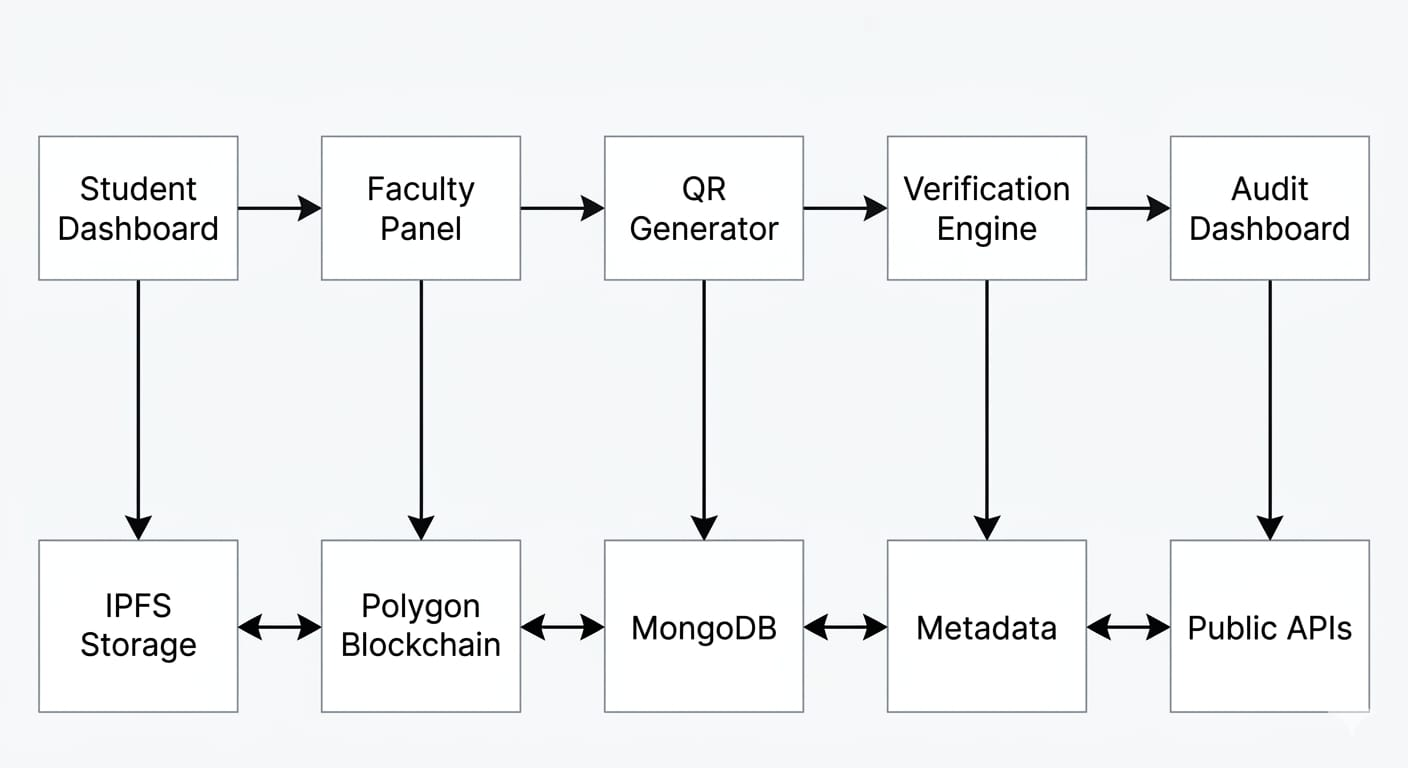 Student
Dashboard
Faculty
Panel
QR
Generator
Verification
Engine
Audit
Dashboard
IPFS
Storage
Polygon
Blockchain
MongoDB
Metadata
Public APIs